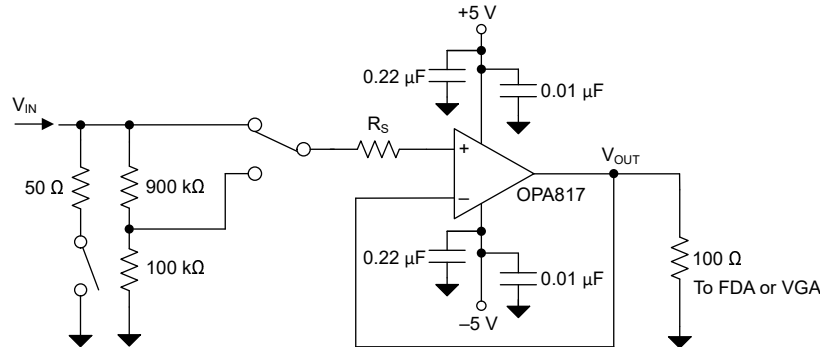 +5 V
0.22 µF
0.01 µF
V_IN
R_S
+
V_OUT
50 Ω
900 kΩ
−
OPA817
100 kΩ
0.22 µF
0.01 µF
100 Ω
To FDA or VGA
−5 V